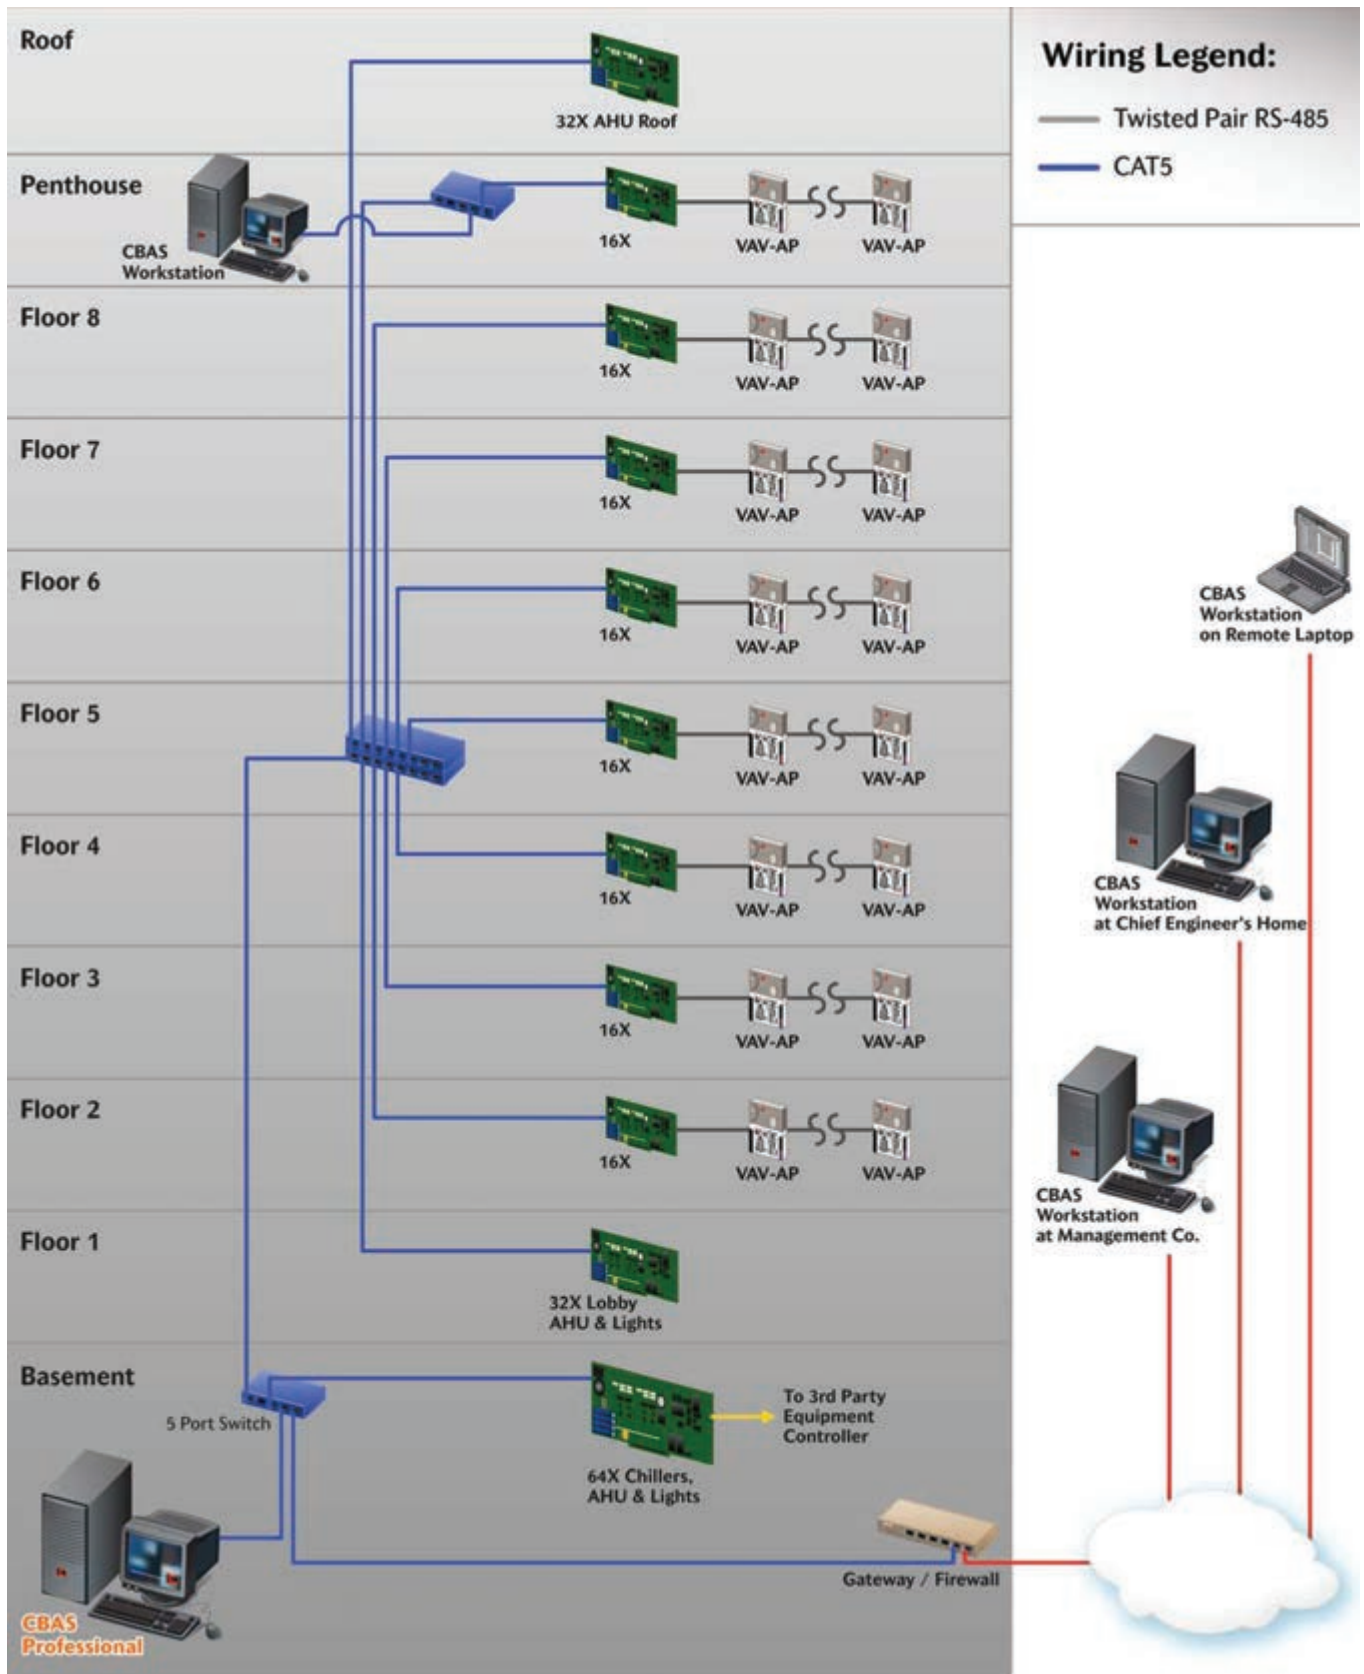 Roof
32X AHU Roof
Wiring Legend:
Twisted Pair RS-485
CAT5
Penthouse
CBAS
Workstation
16X
VAV-AP
VAV-AP
Floor 8
16X
VAV-AP
VAV-AP
Floor 7
16X
VAV-AP
VAV-AP
Floor 6
16X
VAV-AP
VAV-AP
CBAS
Workstation
on Remote Laptop
Floor 5
16X
VAV-AP
VAV-AP
Floor 4
16X
VAV-AP
VAV-AP
CBAS
Workstation
at Chief Engineer's Home
Floor 3
16X
VAV-AP
VAV-AP
Floor 2
16X
VAV-AP
VAV-AP
CBAS
Workstation
at Management Co.
Floor 1
32X Lobby
AHU & Lights
Basement
5 Port Switch
To 3rd Party
Equipment
Controller
64X Chillers,
AHU & Lights
Gateway / Firewall
CBAS
Professional